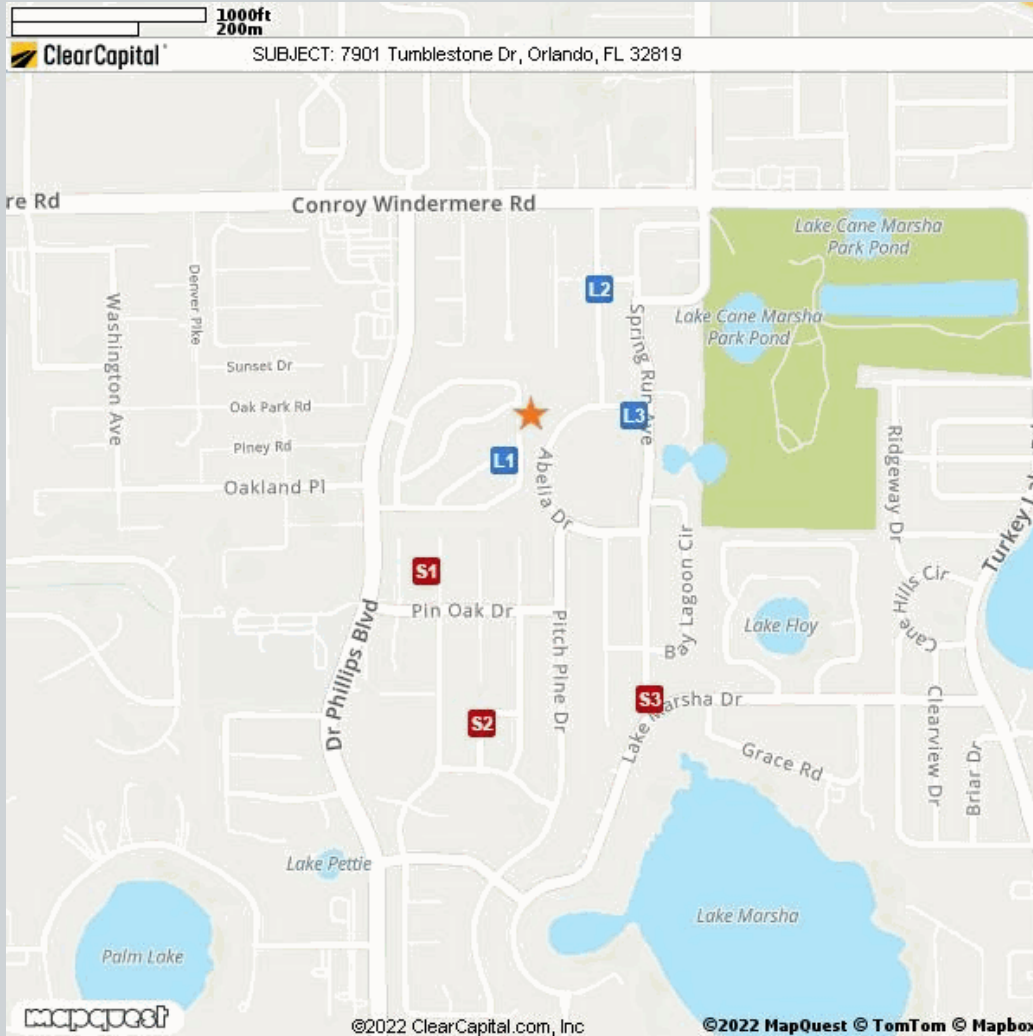 1000ft
200m
ClearCapital
SUBJECT: 7901 Tumblestone Dr, Orlando, FL 32819
re Rd
Conroy Windermere Rd
Lake Cane Marsha
Park Pond
Denver Pike
L2
Washington Ave
Spring Run Ave
Lake Cane Marsha
Park Pond
Sunset Dr
Oak Park Rd
L3
Piney Rd
L1
Abelia Dr
Ridgeway Dr
Oakland Pl
Turkey La
S1
Bay Lagoon Cir
Cane Hills Cir
Pin Oak Dr
Pitch Pine Dr
Lake Floy
Dr Phillips Blvd
S3
Lake Marsha Dr
S2
Clearview Dr
Grace Rd
Briar Dr
Lake Pettie
Lake Marsha
Palm Lake
mapquest
©2022 ClearCapital.com, Inc
©2022 MapQuest © TomTom © Mapbox